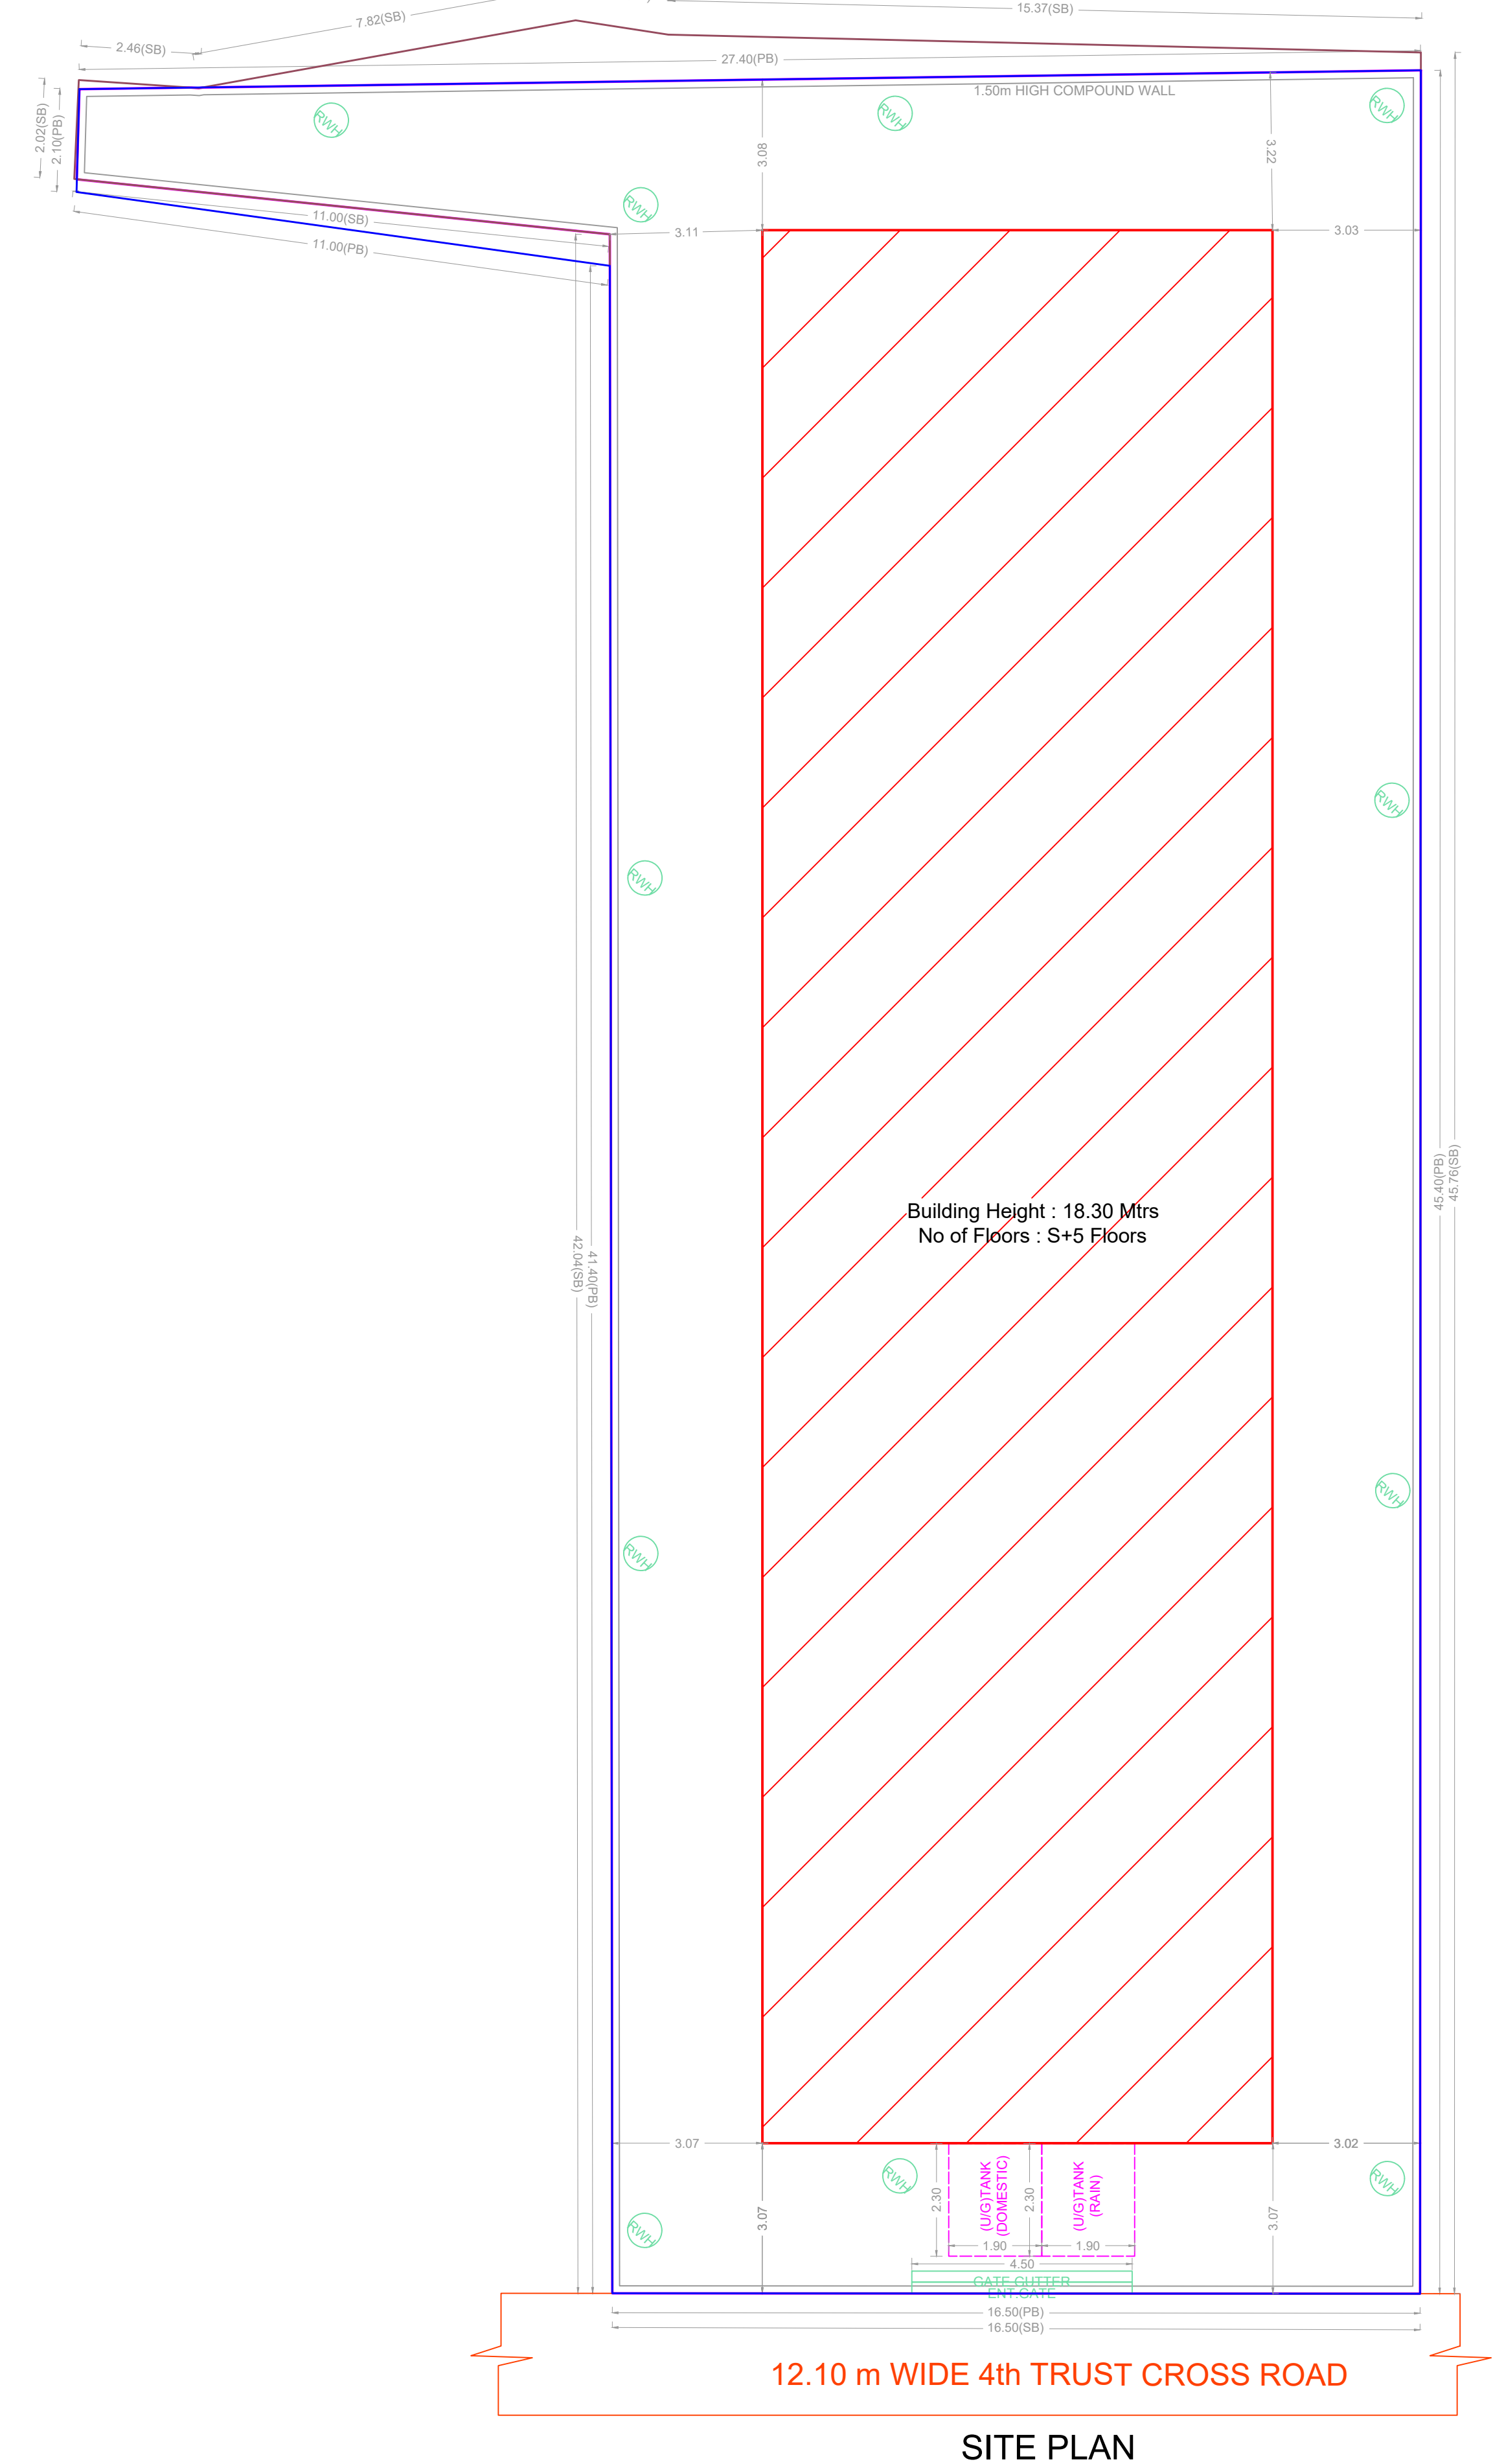 15.37(SB)
7.82(SB)
2.46(SB)
27.40(PB)
1.50m HIGH COMPOUND WALL
RWH
RWH
RWH
2.02(SB)
2.10(PB)
3.08
3.22
RWH
11.00(SB)
11.00(PB)
3.11
3.03
RWH
RWH
45.40(PB)
45.76(SB)
Building Height : 18.30 Mtrs
No of Floors : S+5 Floors
42.04(SB)
41.40(PB)
RWH
RWH
3.07
3.02
RWH
RWH
2.30
(U/G)TANK
(DOMESTIC)
2.30
(U/G)TANK
(RAIN)
RWH
3.07
3.07
1.90
1.90
4.50
GATE GUTTER
ENT.GATE
16.50(PB)
16.50(SB)
12.10 m WIDE 4th TRUST CROSS ROAD
SITE PLAN